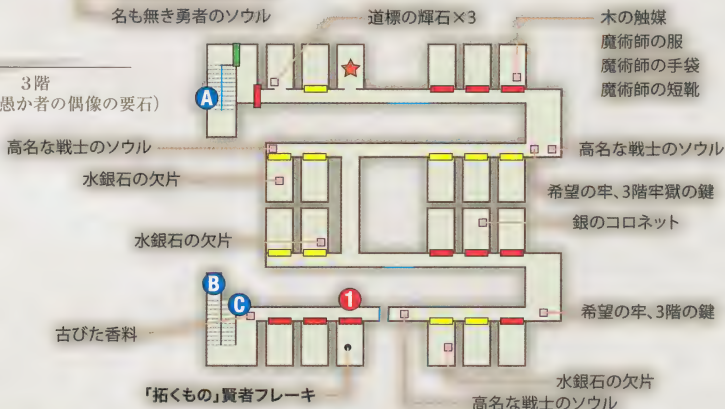 名も無き勇者のソウル
道標の輝石×3
木の触媒
魔術師の服
魔術師の手袋
魔術師の短靴
3階
愚か者の偶像の要石)
A
高名な戦士のソウル
高名な戦士のソウル
水銀石の欠片
希望の牢、3階牢獄の鍵
銀のコロネット
水銀石の欠片
B
C
1
希望の牢、3階の鍵
古びた香料
水銀石の欠片
「拓くもの」賢者フレーキ
高名な戦士のソウル